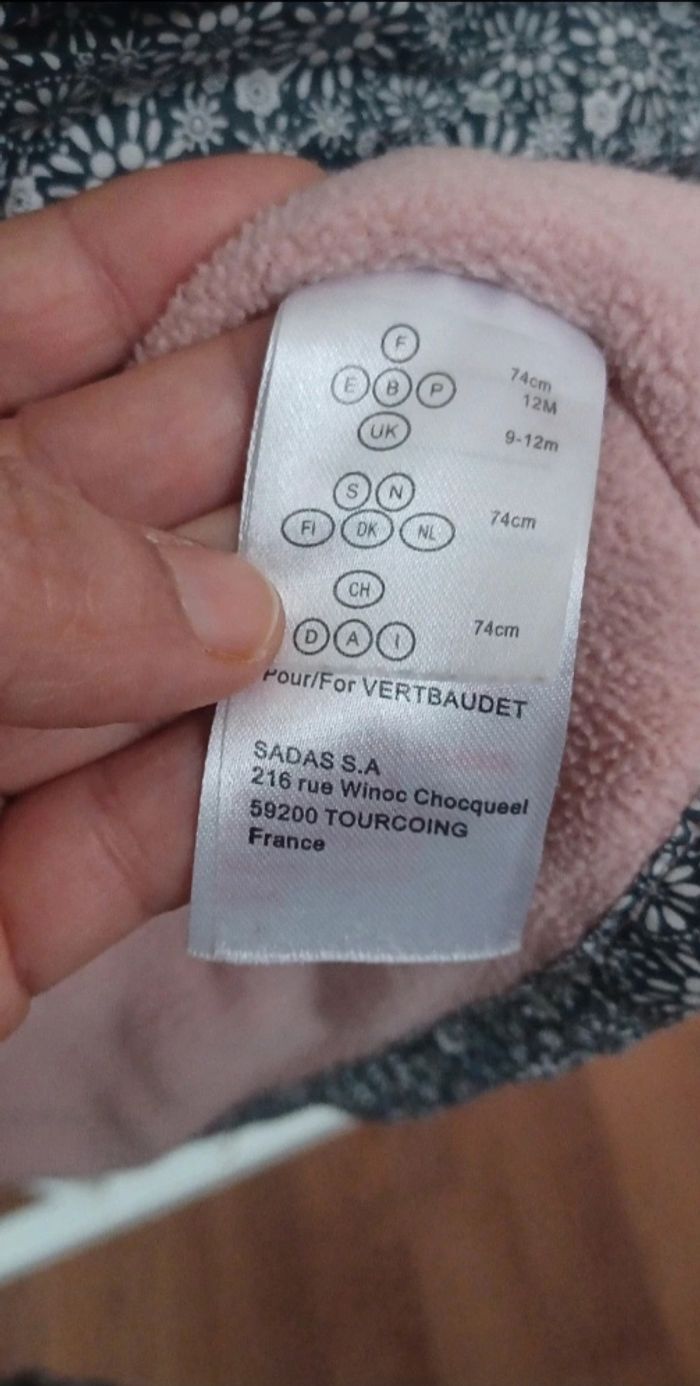 F
E B P 74cm
12M
UK 9-12m
S N
FI DK NL 74cm
CH
D A I 74cm
Pour/For VERTBAUDET
SADAS S.A
216 rue Winoc Chocqueel
59200 TOURCOING
France